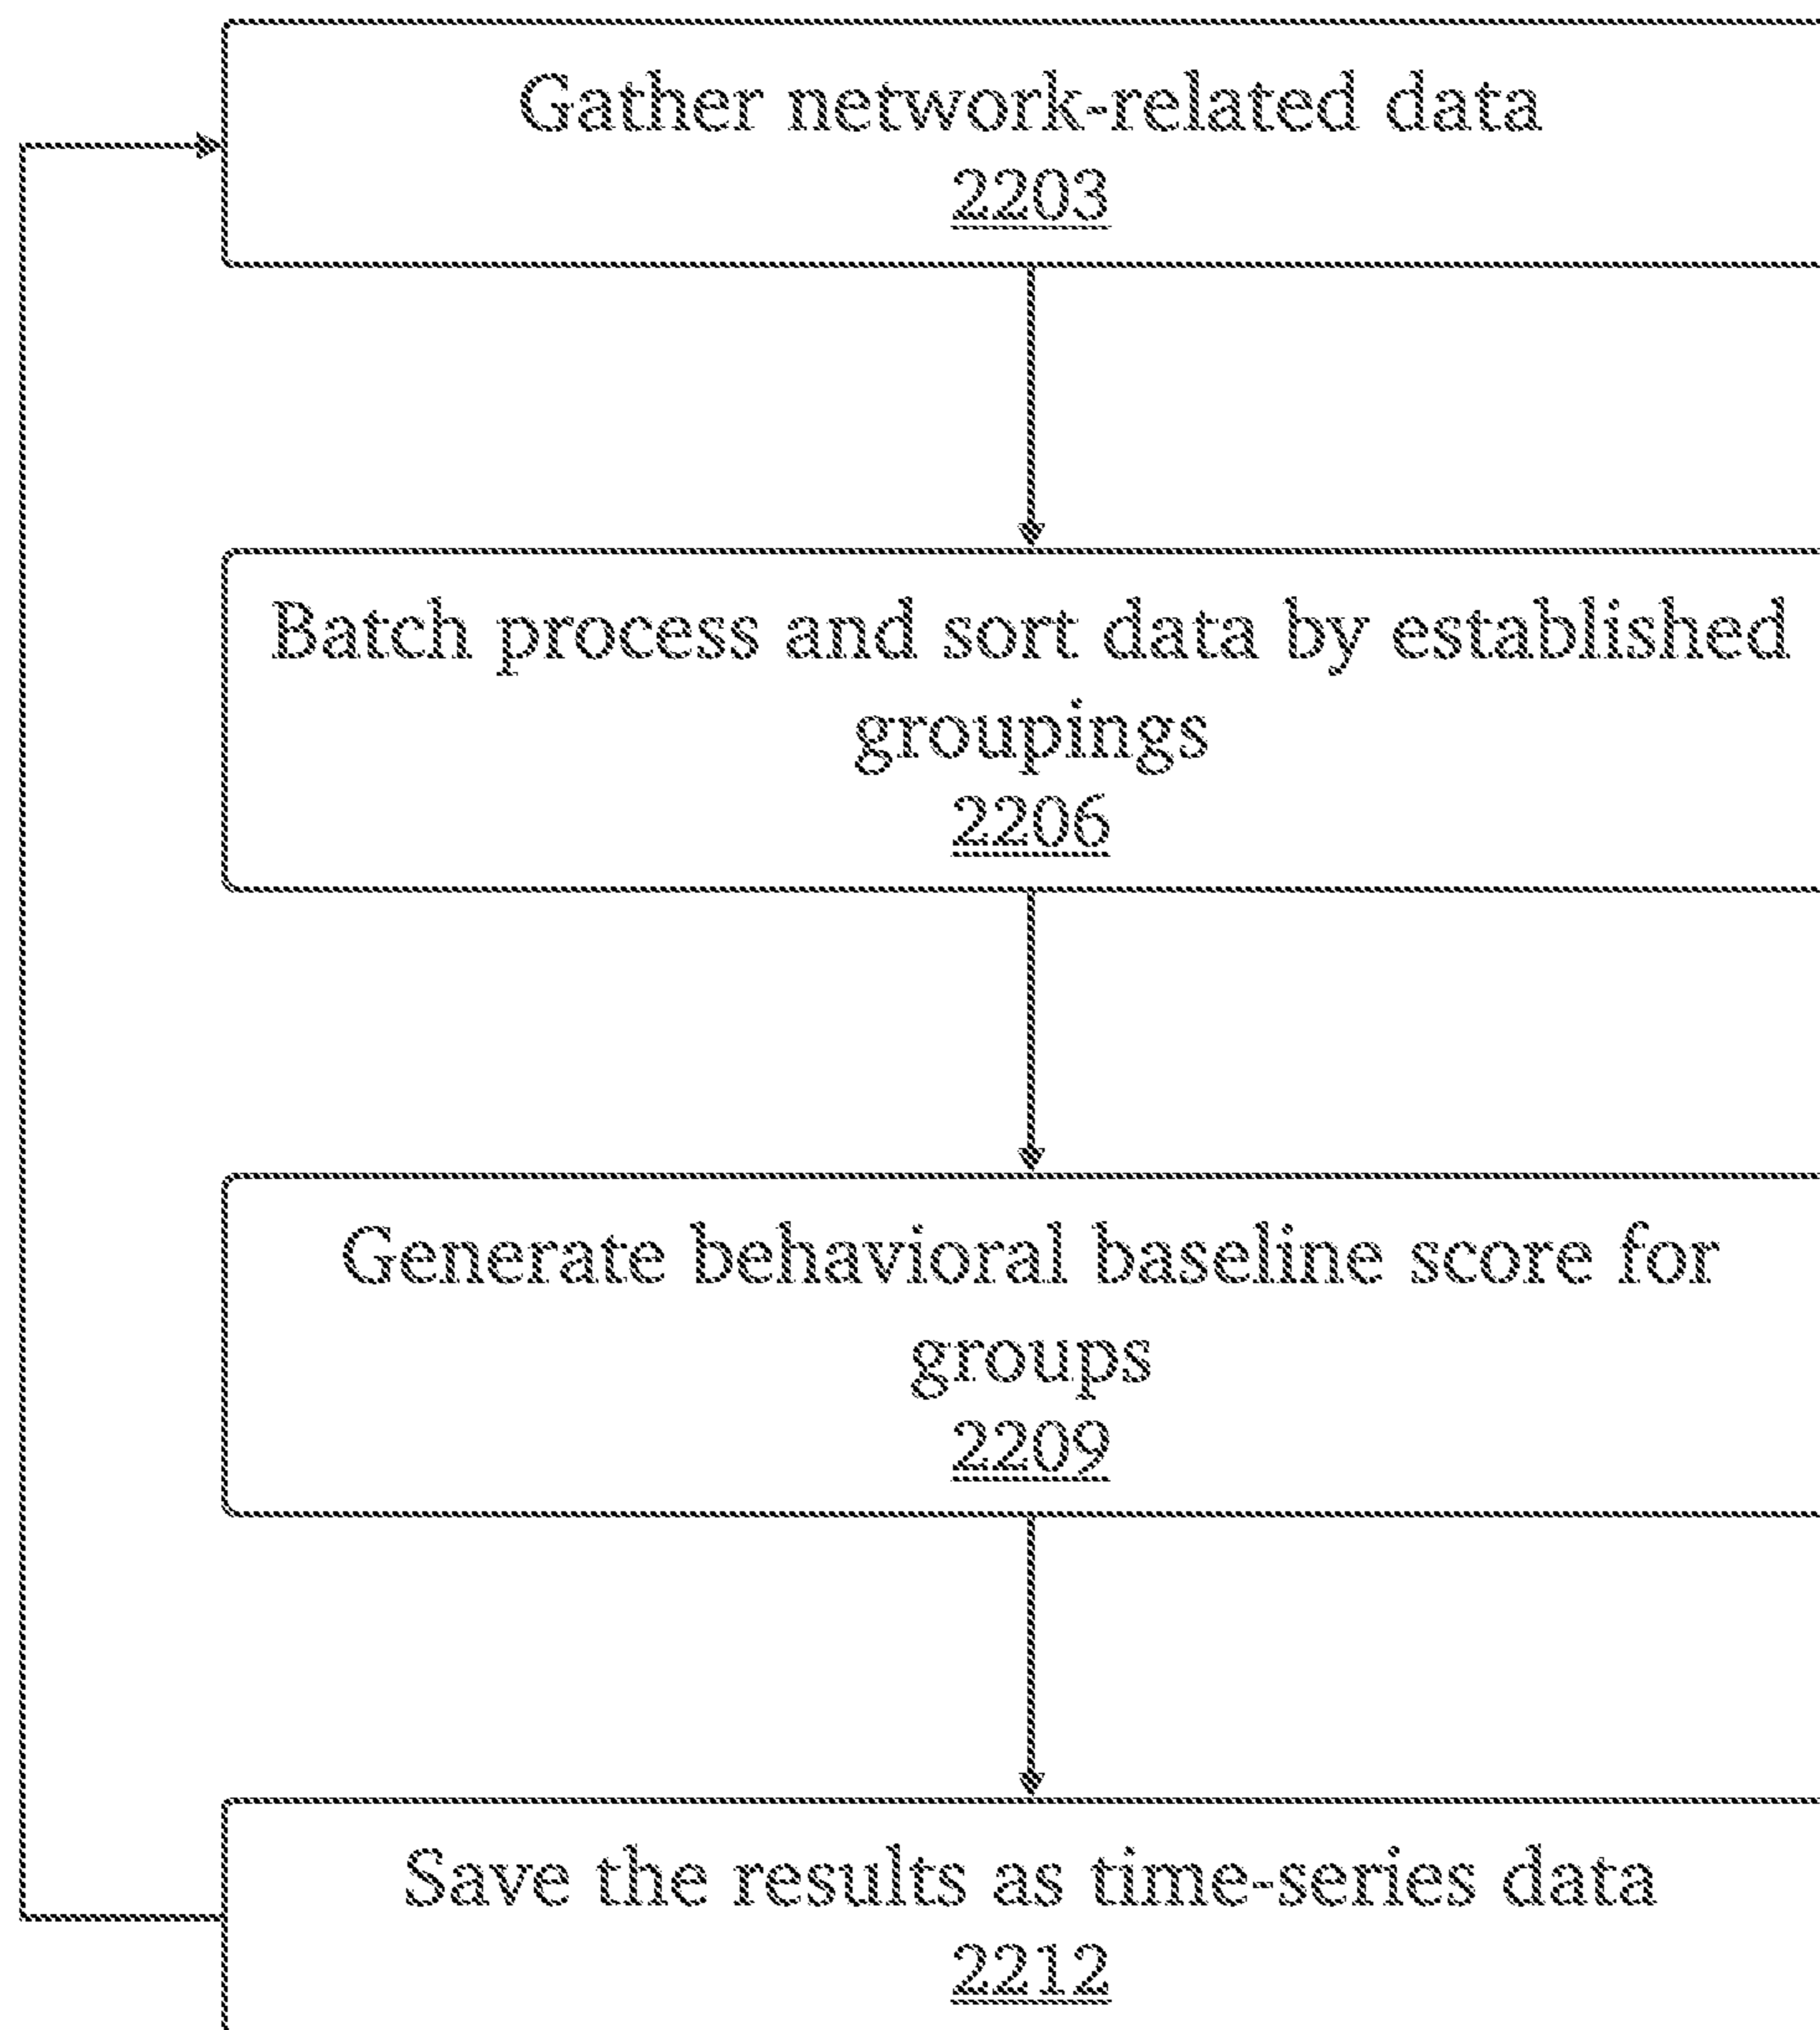 Gather network-related data
2203
Batch process and sort data by established
groupings
2206
Generate behavioral baseline score for
groups
2209
Save the results as time-series data
2212